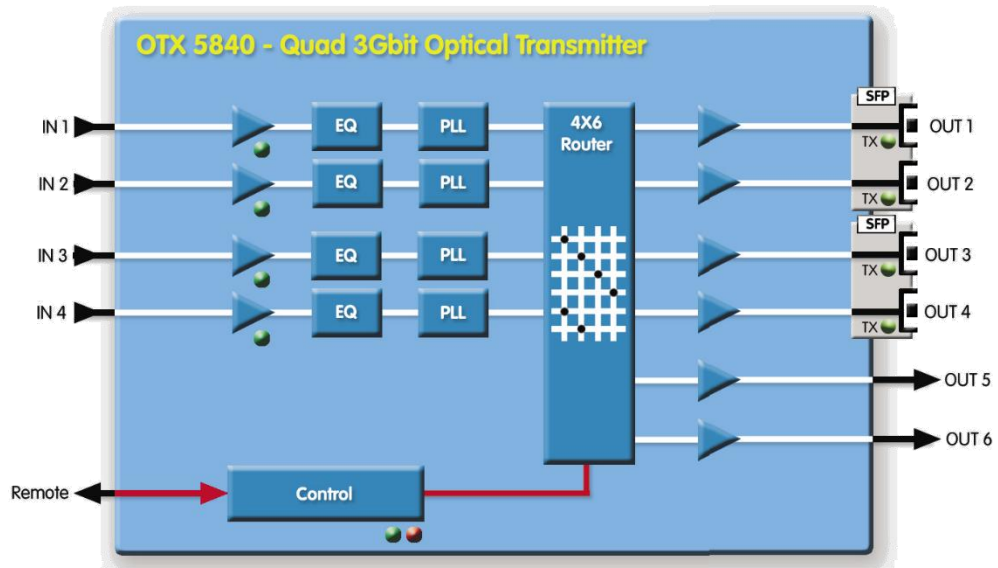 OTX 5840 - Quad 3Gbit Optical Transmitter
SFP
IN 1
EQ
PLL
4X6
Router
OUT 1
TX
IN 2
EQ
PLL
OUT 2
TX
SFP
IN 3
EQ
PLL
OUT 3
TX
IN 4
EQ
PLL
OUT 4
TX
OUT 5
OUT 6
Remote
Control